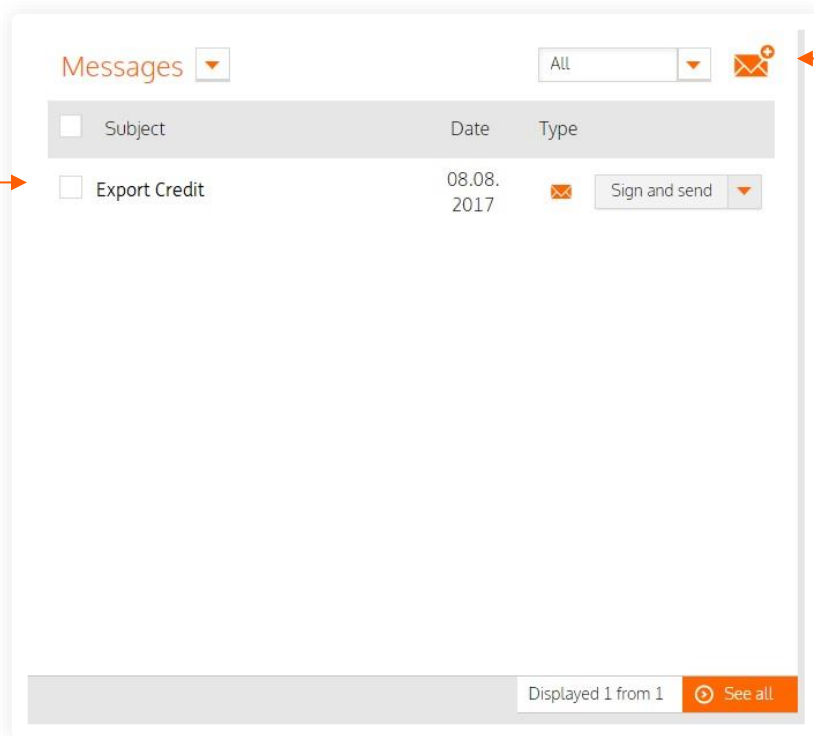 Messages
All
Subject Date Type
Export Credit 08.08. 2017 Sign and send
Displayed 1 from 1 See all